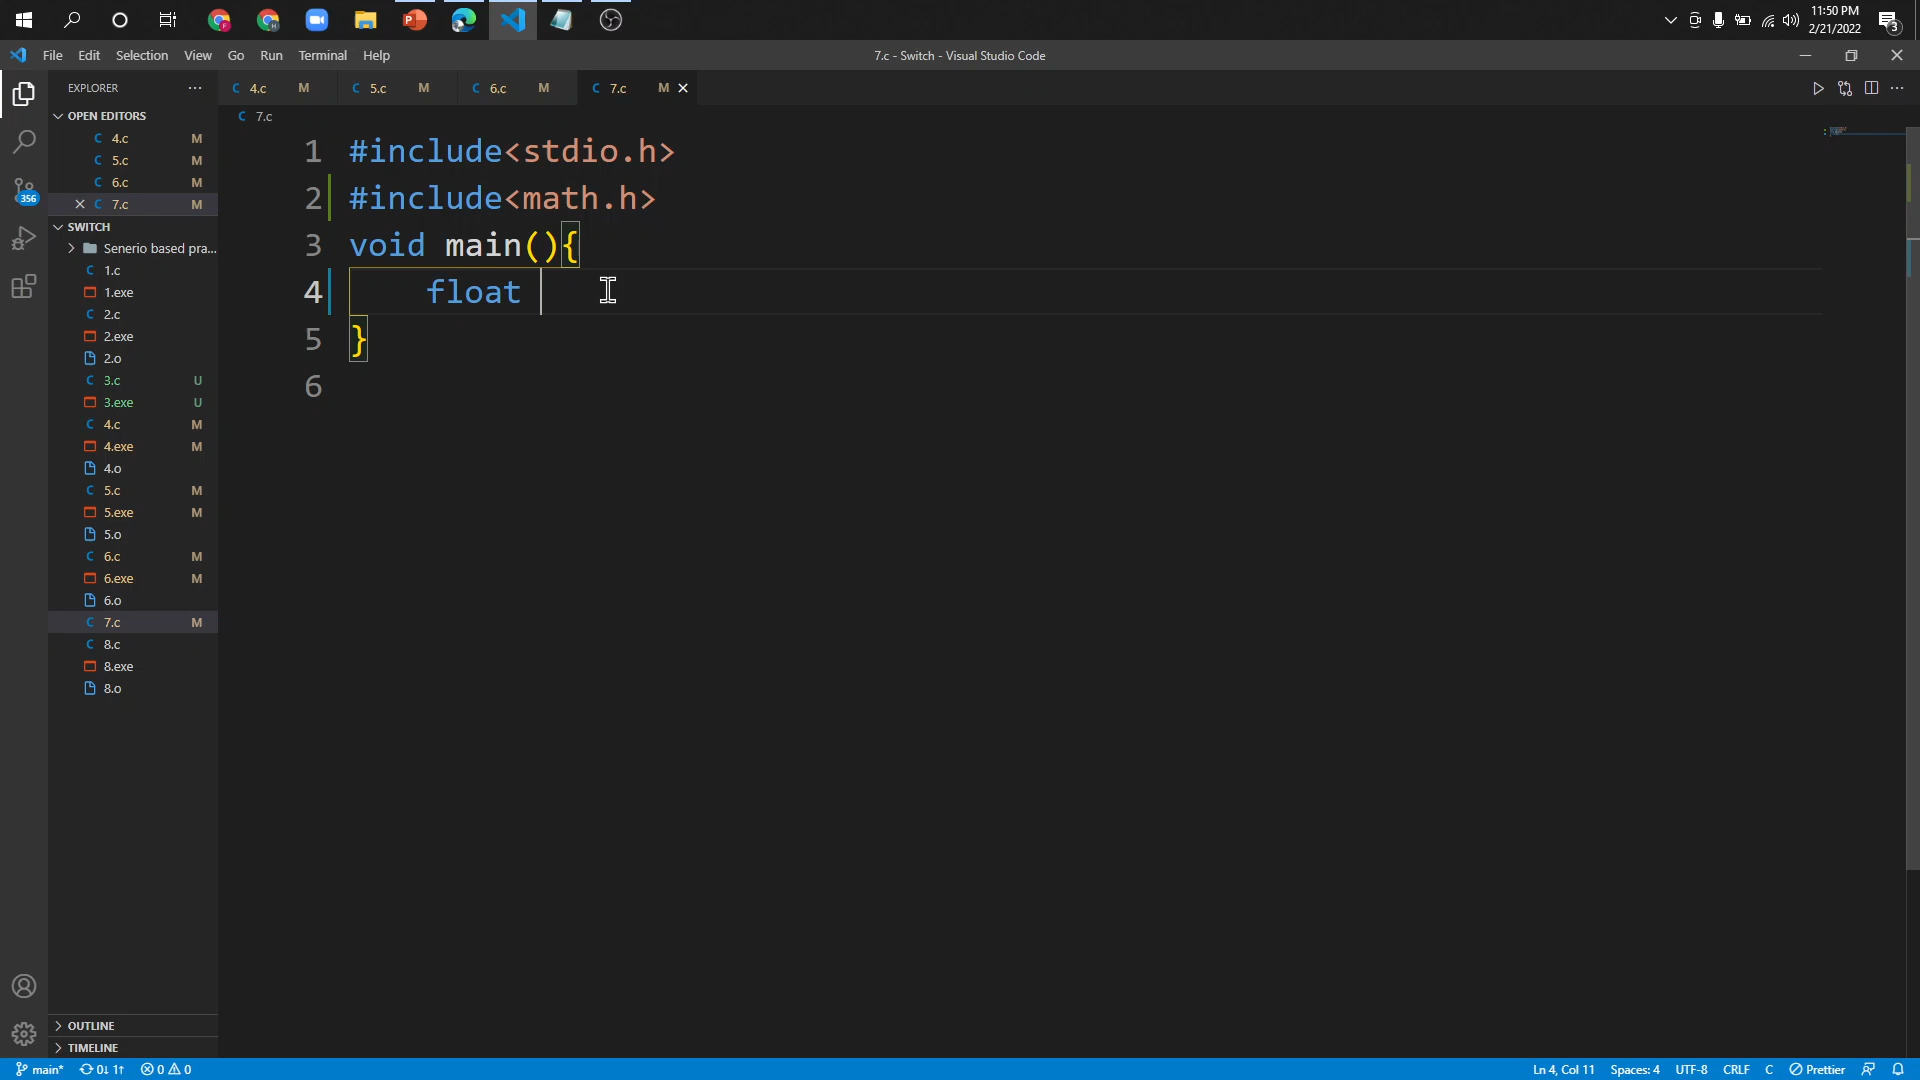 11:50 PM
2/21/2022
3
File Edit Selection View Go Run Terminal Help
7.c - Switch - Visual Studio Code
EXPLORER
4.c M
5.c M
6.c M
7.c M
OPEN EDITORS
4.c M
5.c M
6.c M
7.c M
SWITCH
Senerio based pra...
1.c
1.exe
2.c
2.exe
2.o
3.c U
3.exe U
4.c M
4.exe M
4.o
5.c M
5.exe M
5.o
6.c M
6.exe M
6.o
7.c M
8.c
8.exe
8.o
OUTLINE
TIMELINE
356
7.c
1 #include<stdio.h>
2 #include<math.h>
3 void main(){
4 float
5 }
6
main* 0↓ 1↑ 0 0
Ln 4, Col 11 Spaces: 4 UTF-8 CRLF C Prettier